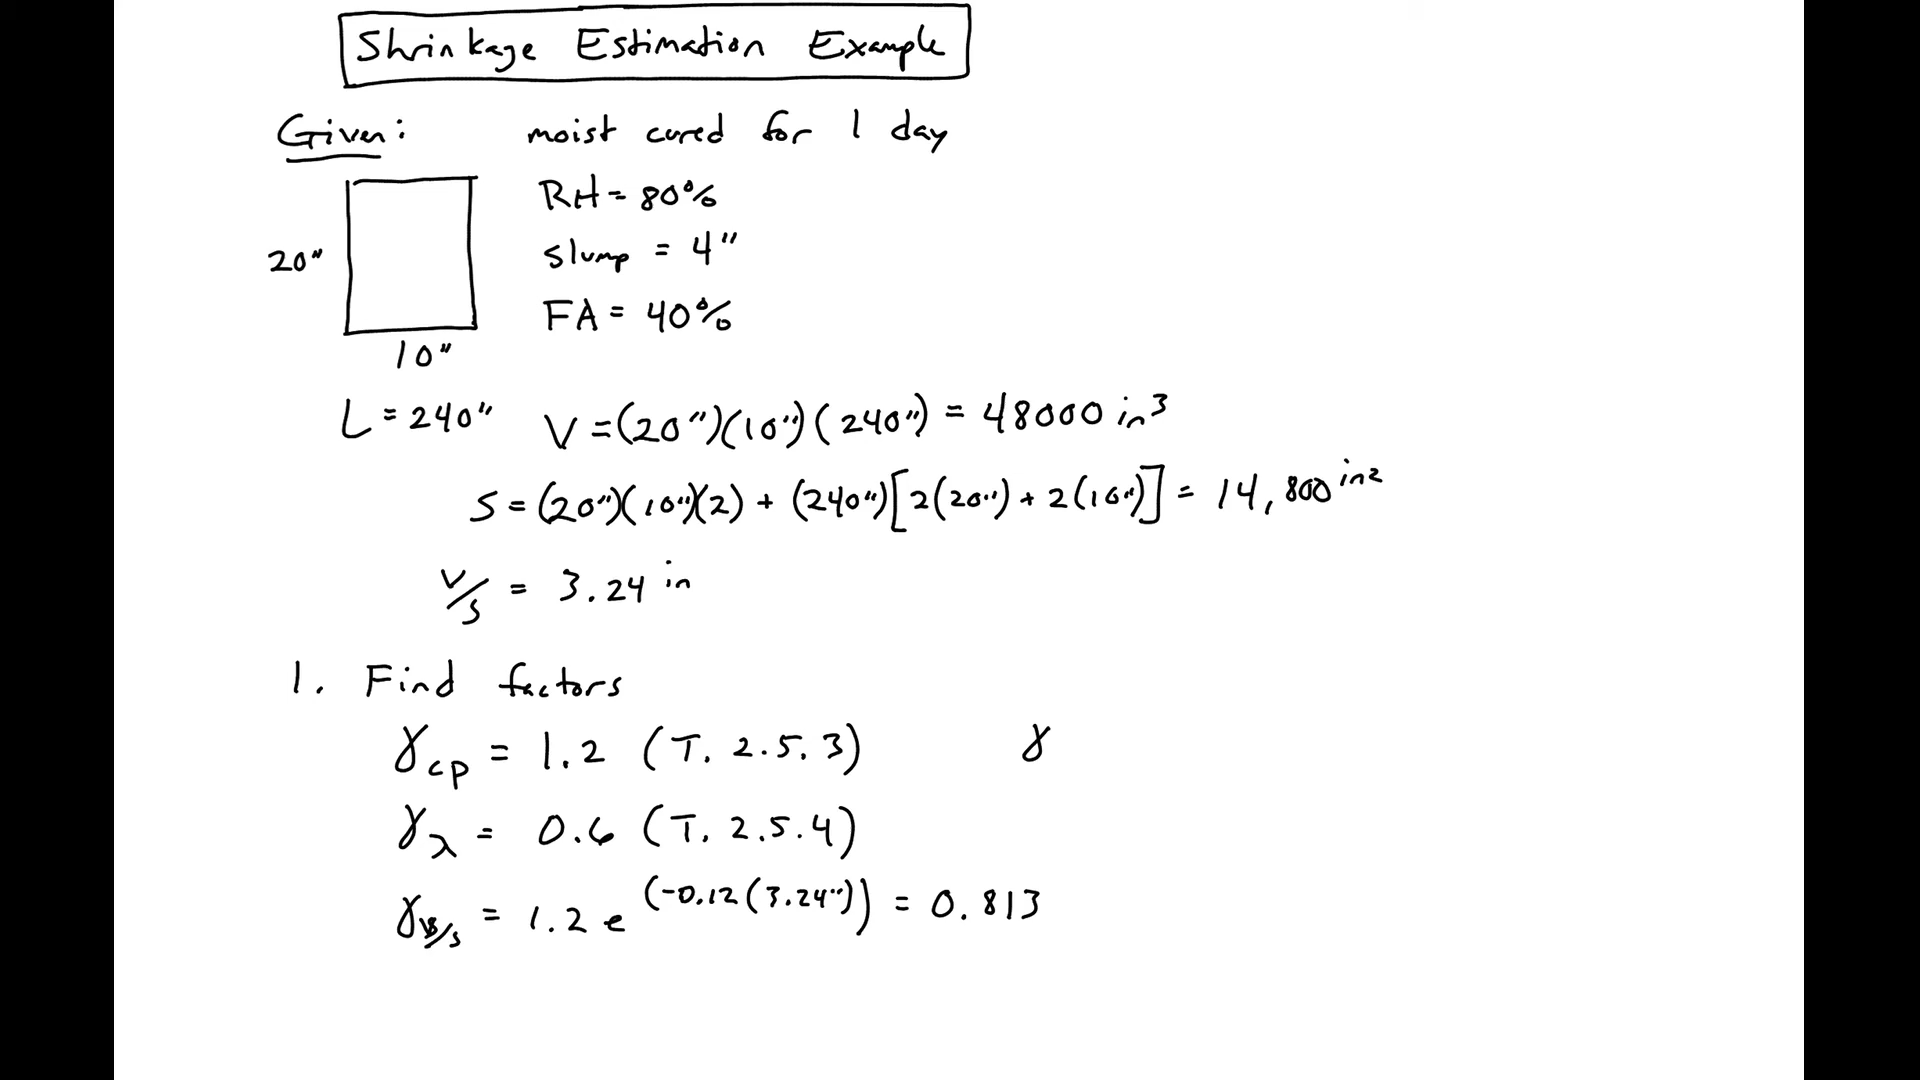 Shrinkage Estimation Example
Given: moist cured for 1 day
RH = 80%
20" slump = 4"
FA = 40%
10"
L = 240" V = (20")(10")(240") = 48000 in³
S = (20")(10")(2) + (240")[2(20") + 2(10")] = 14,800 in²
V/S = 3.24 in
1. Find factors
γcp = 1.2 (T. 2.5.3) γ
γλ = 0.6 (T. 2.5.4)
γV/S = 1.2 e^(-0.12(3.24")) = 0.813